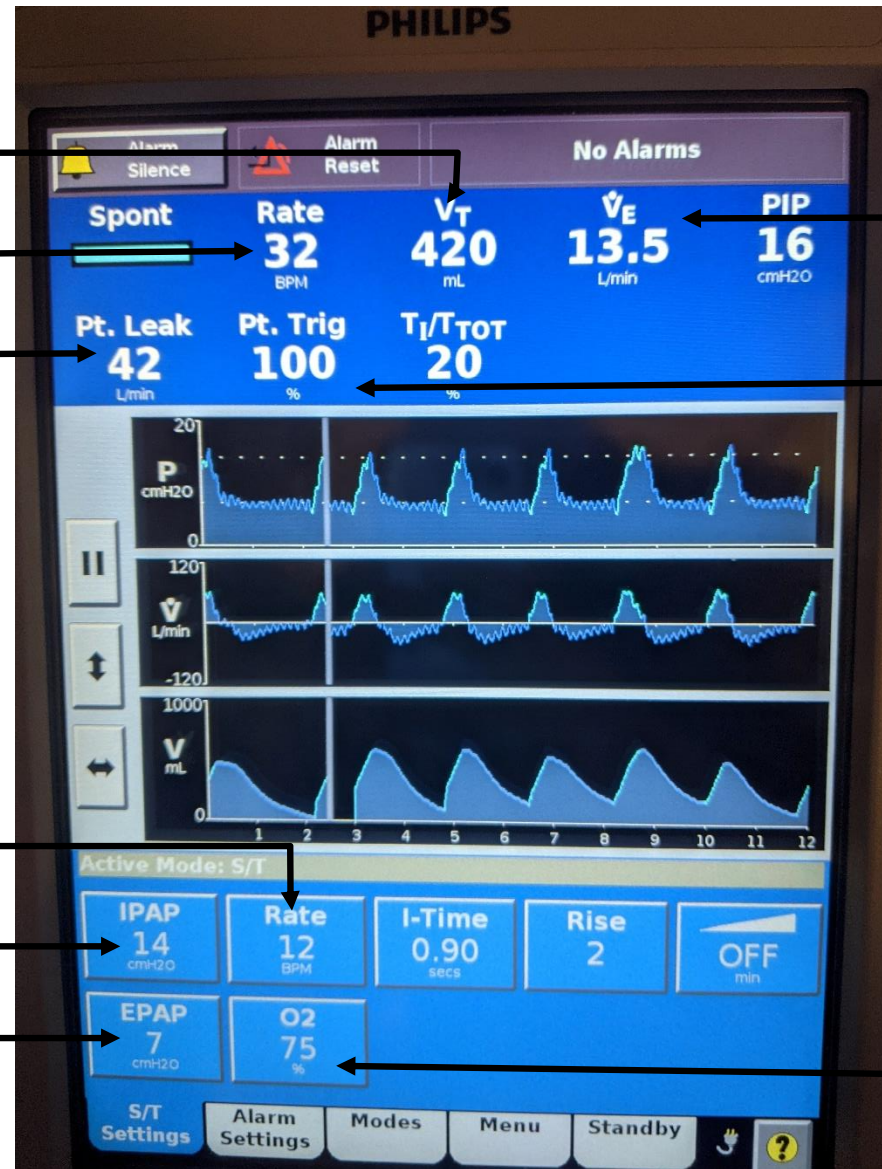 PHILIPS
Alarm
Silence
Alarm
Reset
No Alarms
Spont
Rate
32
BPM
VT
420
mL
V̇E
13.5
L/min
PIP
16
cmH2O
Pt. Leak
42
L/min
Pt. Trig
100
%
TI/TTOT
20
%
20
P
cmH2O
0
120
V̇
L/min
-120
1000
V
mL
0
1 2 3 4 5 6 7 8 9 10 11 12
Active Mode: S/T
IPAP
14
cmH2O
Rate
12
BPM
I-Time
0.90
secs
Rise
2
OFF
min
EPAP
7
cmH2O
O2
75
%
S/T
Settings
Alarm
Settings
Modes
Menu
Standby
?